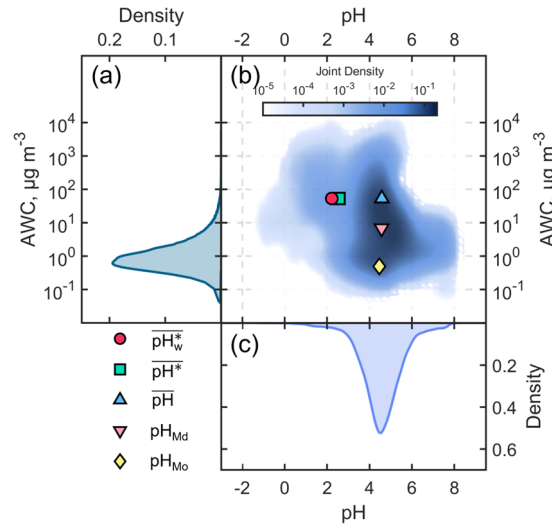 Density
pH
0.2 0.1
-2 0 2 4 6 8
(a)
(b)
Joint Density
10⁻⁵ 10⁻⁴ 10⁻³ 10⁻² 10⁻¹
AWC, µg m⁻³
10⁴
10³
10²
10¹
10⁰
10⁻¹
AWC, µg m⁻³
10⁴
10³
10²
10¹
10⁰
10⁻¹
(c)
0.2
0.4
0.6
Density
-2 0 2 4 6 8
pH
p̅H̅*w
p̅H̅*
p̅H̅
pHMd
pHMo